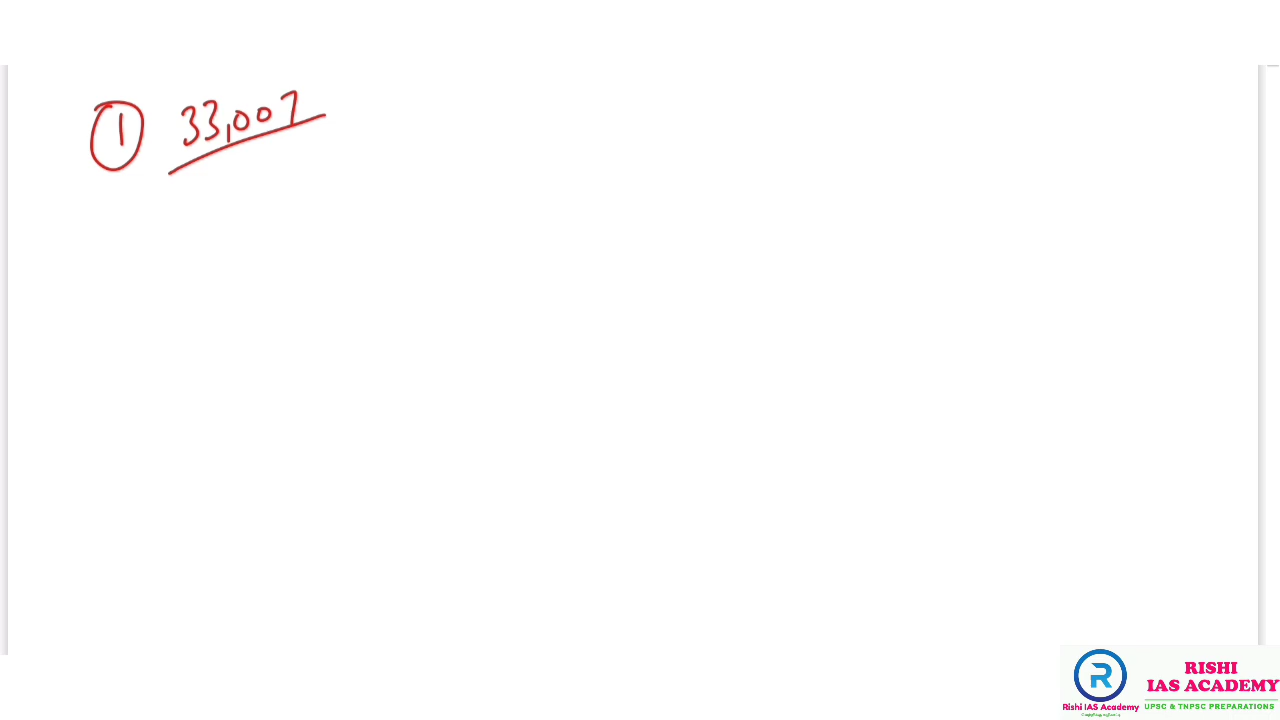 ① 33,007
RISHI
IAS ACADEMY
Rishi IAS Academy
UPSC & TNPSC PREPARATIONS